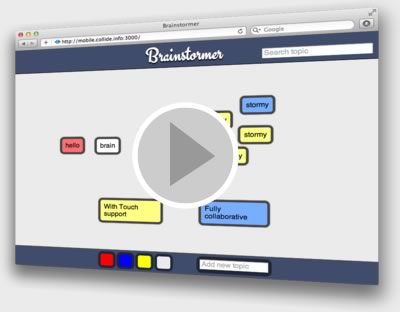 Brainstormer
http://mobile.collide.info:3000/
Google
Brainstormer
Search topic
stormy
stormy
y
hello
brain
With Touch
support
Fully
collaborative
Add new topic